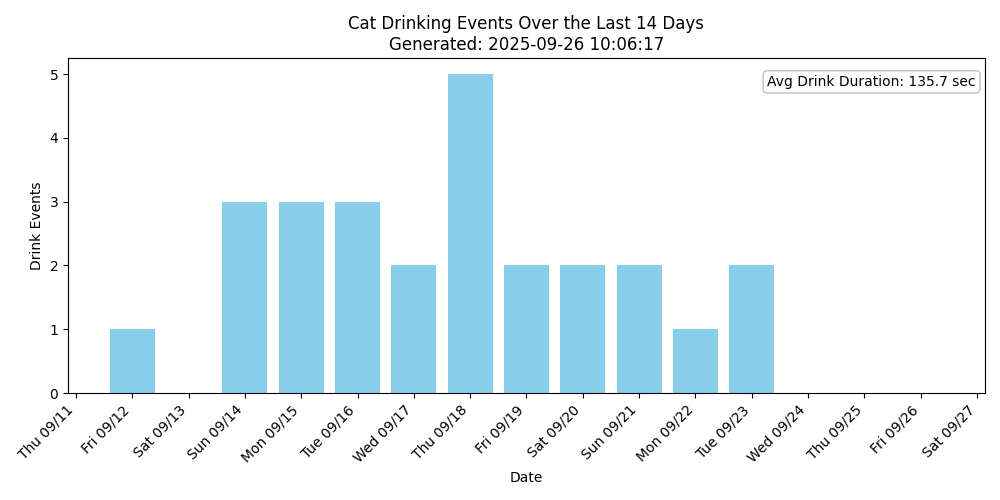 Cat Drinking Events Over the Last 14 Days
Generated: 2025-09-26 10:06:17
Avg Drink Duration: 135.7 sec
Drink Events
5
4
3
2
1
0
Thu 09/11
Fri 09/12
Sat 09/13
Sun 09/14
Mon 09/15
Tue 09/16
Wed 09/17
Thu 09/18
Fri 09/19
Sat 09/20
Sun 09/21
Mon 09/22
Tue 09/23
Wed 09/24
Thu 09/25
Fri 09/26
Sat 09/27
Date